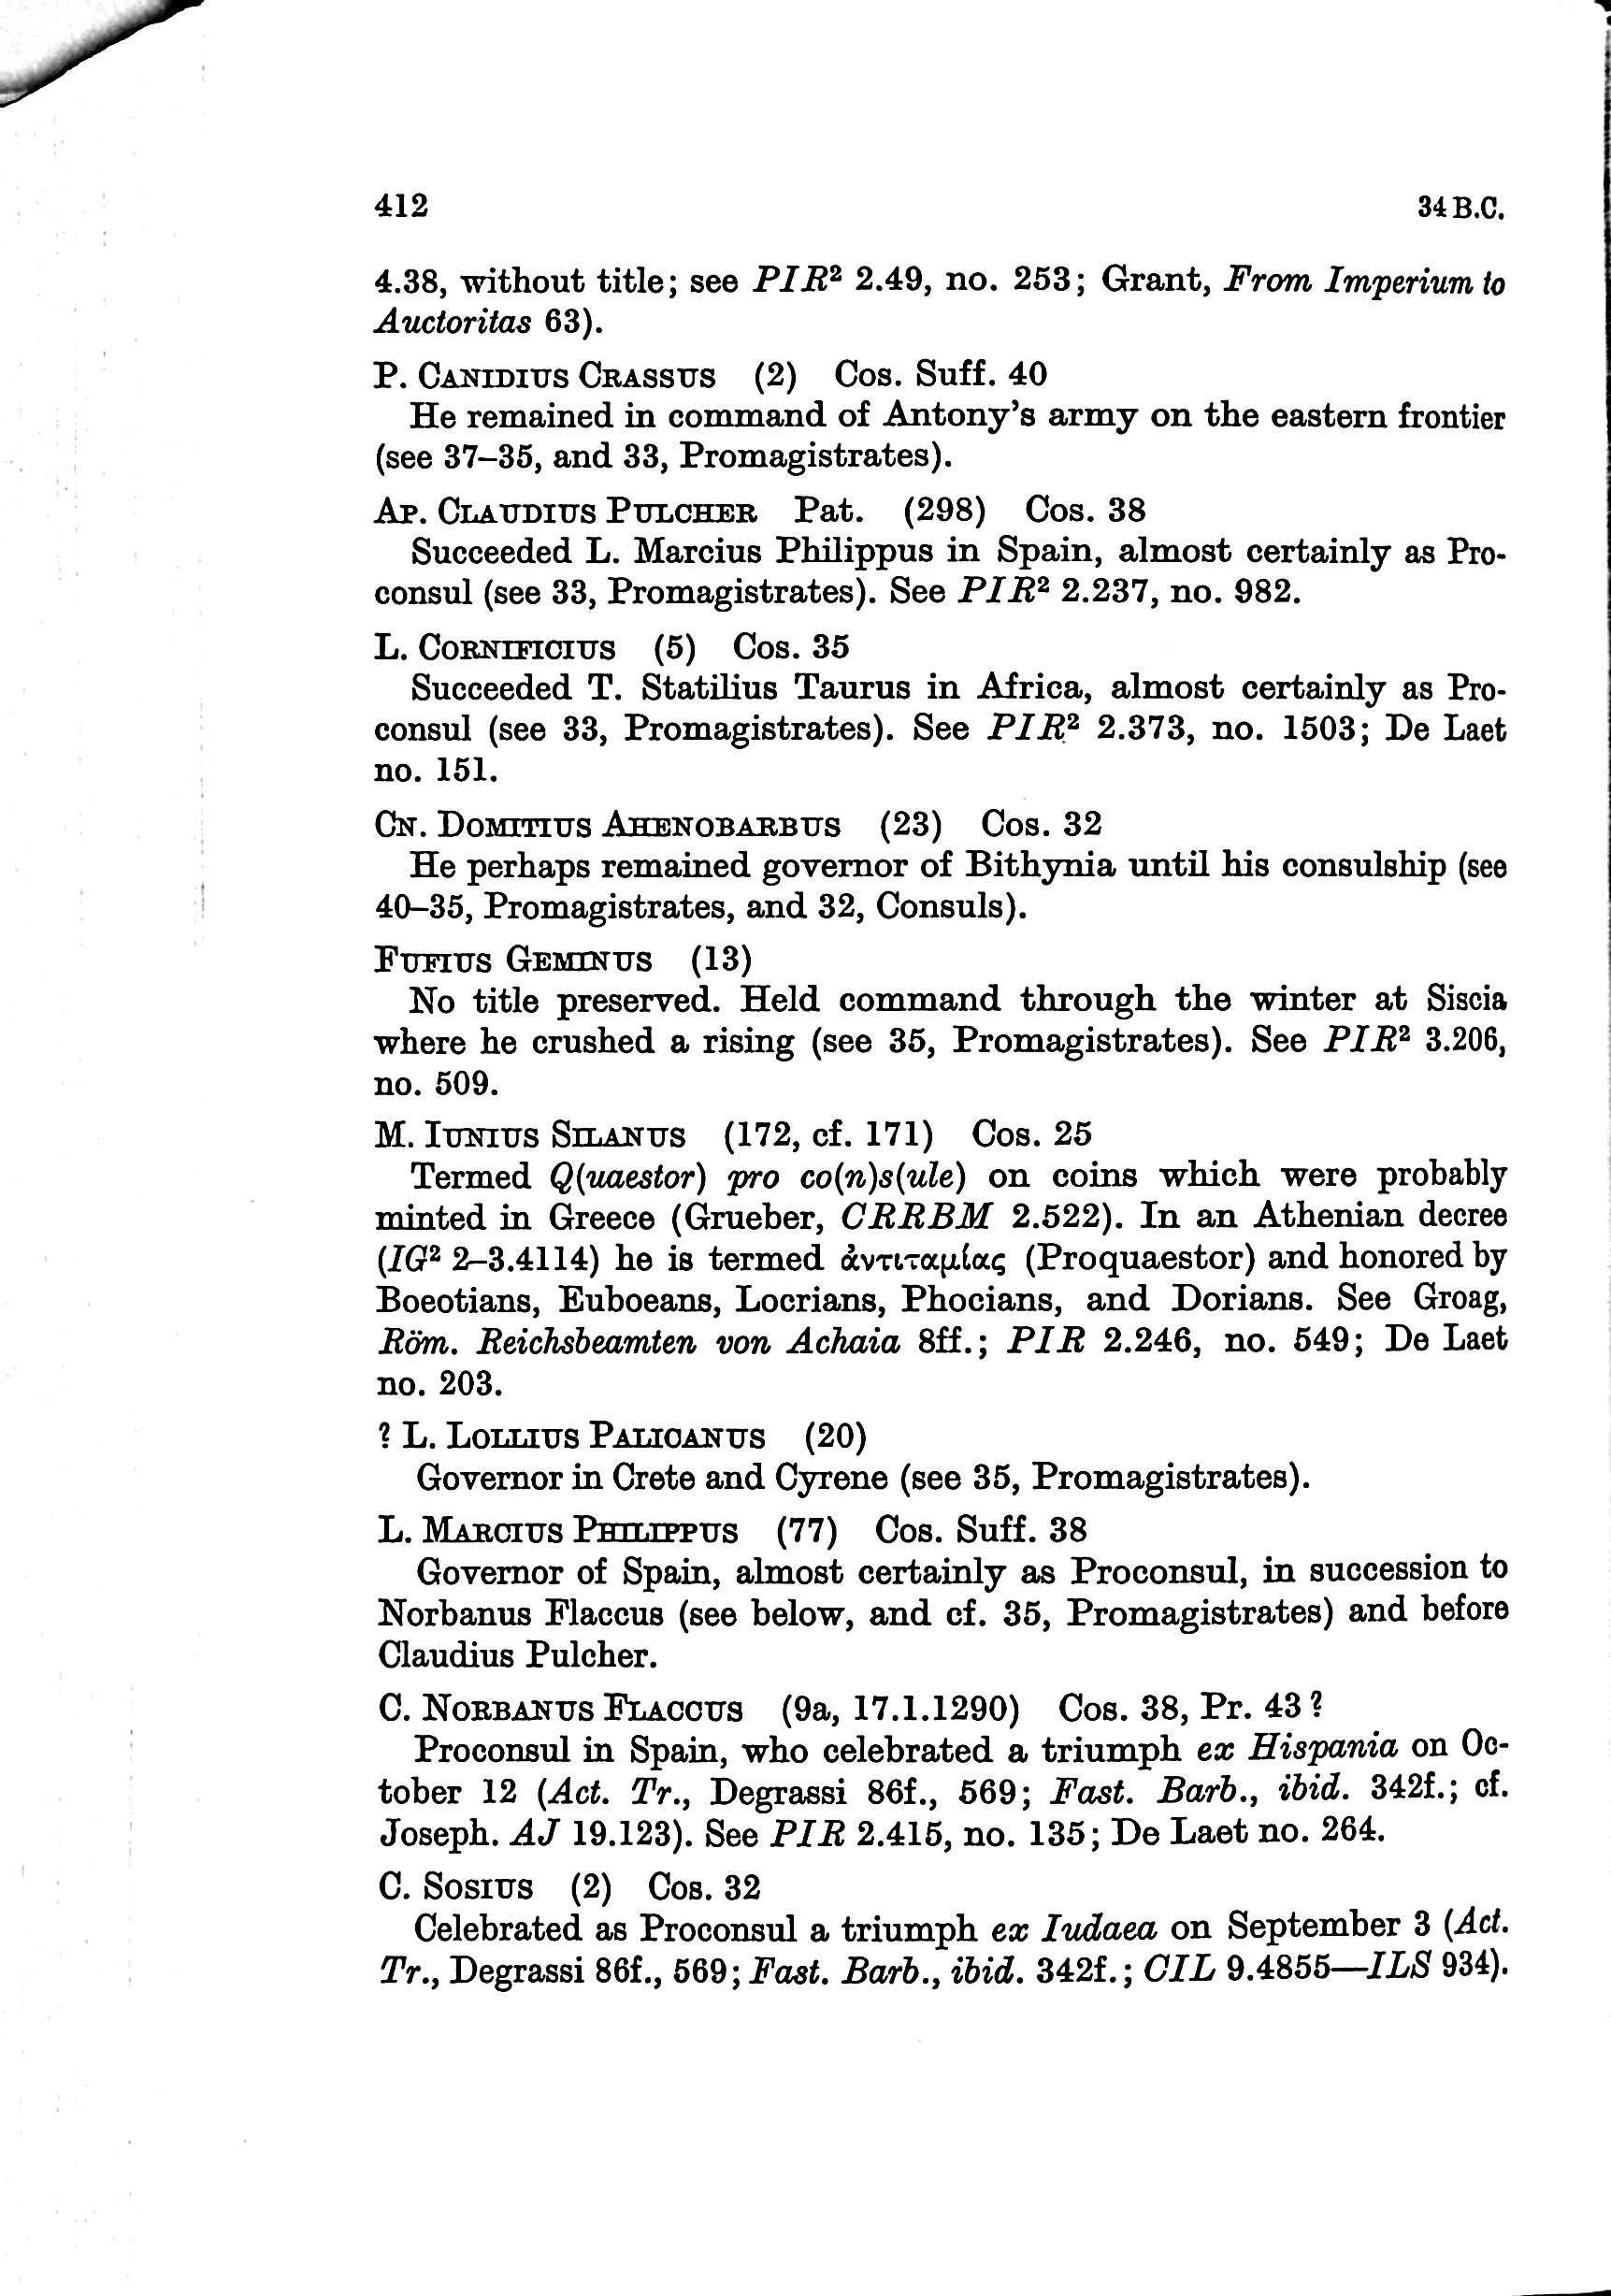 412 34 B.C.
4.38, without title; see PIR² 2.49, no. 253; Grant, From Imperium to
Auctoritas 63).
P. CANIDIUS CRASSUS (2) Cos. Suff. 40
He remained in command of Antony's army on the eastern frontier
(see 37–35, and 33, Promagistrates).
AP. CLAUDIUS PULCHER Pat. (298) Cos. 38
Succeeded L. Marcius Philippus in Spain, almost certainly as Pro-
consul (see 33, Promagistrates). See PIR² 2.237, no. 982.
L. CORNIFICIUS (5) Cos. 35
Succeeded T. Statilius Taurus in Africa, almost certainly as Pro-
consul (see 33, Promagistrates). See PIR² 2.373, no. 1503; De Laet
no. 151.
CN. DOMITIUS AHENOBARBUS (23) Cos. 32
He perhaps remained governor of Bithynia until his consulship (see
40–35, Promagistrates, and 32, Consuls).
FUFIUS GEMINUS (13)
No title preserved. Held command through the winter at Siscia
where he crushed a rising (see 35, Promagistrates). See PIR² 3.206,
no. 509.
M. IUNIUS SILANUS (172, cf. 171) Cos. 25
Termed Q(uaestor) pro co(n)s(ule) on coins which were probably
minted in Greece (Grueber, CRRBM 2.522). In an Athenian decree
(IG² 2–3.4114) he is termed ἀντιταμίας (Proquaestor) and honored by
Boeotians, Euboeans, Locrians, Phocians, and Dorians. See Groag,
Röm. Reichsbeamten von Achaia 8ff.; PIR 2.246, no. 549; De Laet
no. 203.
? L. LOLLIUS PALICANUS (20)
Governor in Crete and Cyrene (see 35, Promagistrates).
L. MARCIUS PHILIPPUS (77) Cos. Suff. 38
Governor of Spain, almost certainly as Proconsul, in succession to
Norbanus Flaccus (see below, and cf. 35, Promagistrates) and before
Claudius Pulcher.
C. NORBANUS FLACCUS (9a, 17.1.1290) Cos. 38, Pr. 43?
Proconsul in Spain, who celebrated a triumph ex Hispania on Oc-
tober 12 (Act. Tr., Degrassi 86f., 569; Fast. Barb., ibid. 342f.; cf.
Joseph. AJ 19.123). See PIR 2.415, no. 135; De Laet no. 264.
C. SOSIUS (2) Cos. 32
Celebrated as Proconsul a triumph ex Iudaea on September 3 (Act.
Tr., Degrassi 86f., 569; Fast. Barb., ibid. 342f.; CIL 9.4855—ILS 934).